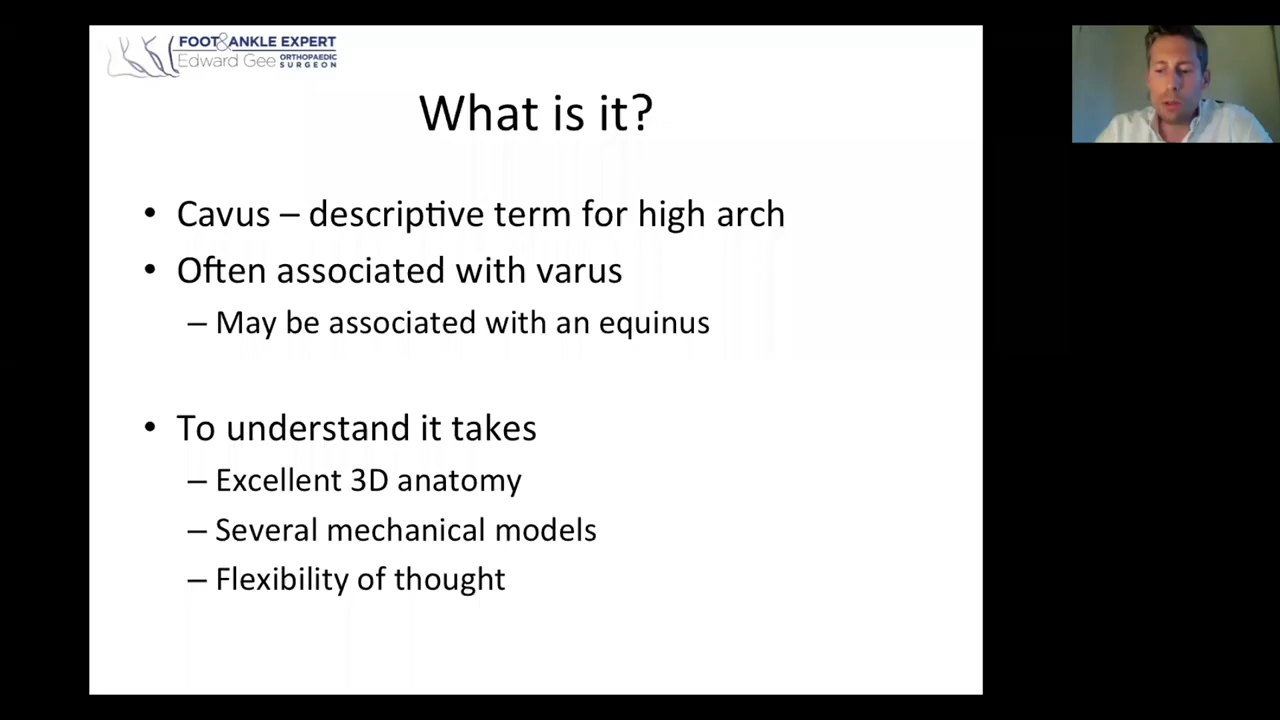 FOOT & ANKLE EXPERT
Edward Gee ORTHOPAEDIC SURGEON
What is it?
• Cavus – descriptive term for high arch
• Often associated with varus
– May be associated with an equinus
• To understand it takes
– Excellent 3D anatomy
– Several mechanical models
– Flexibility of thought